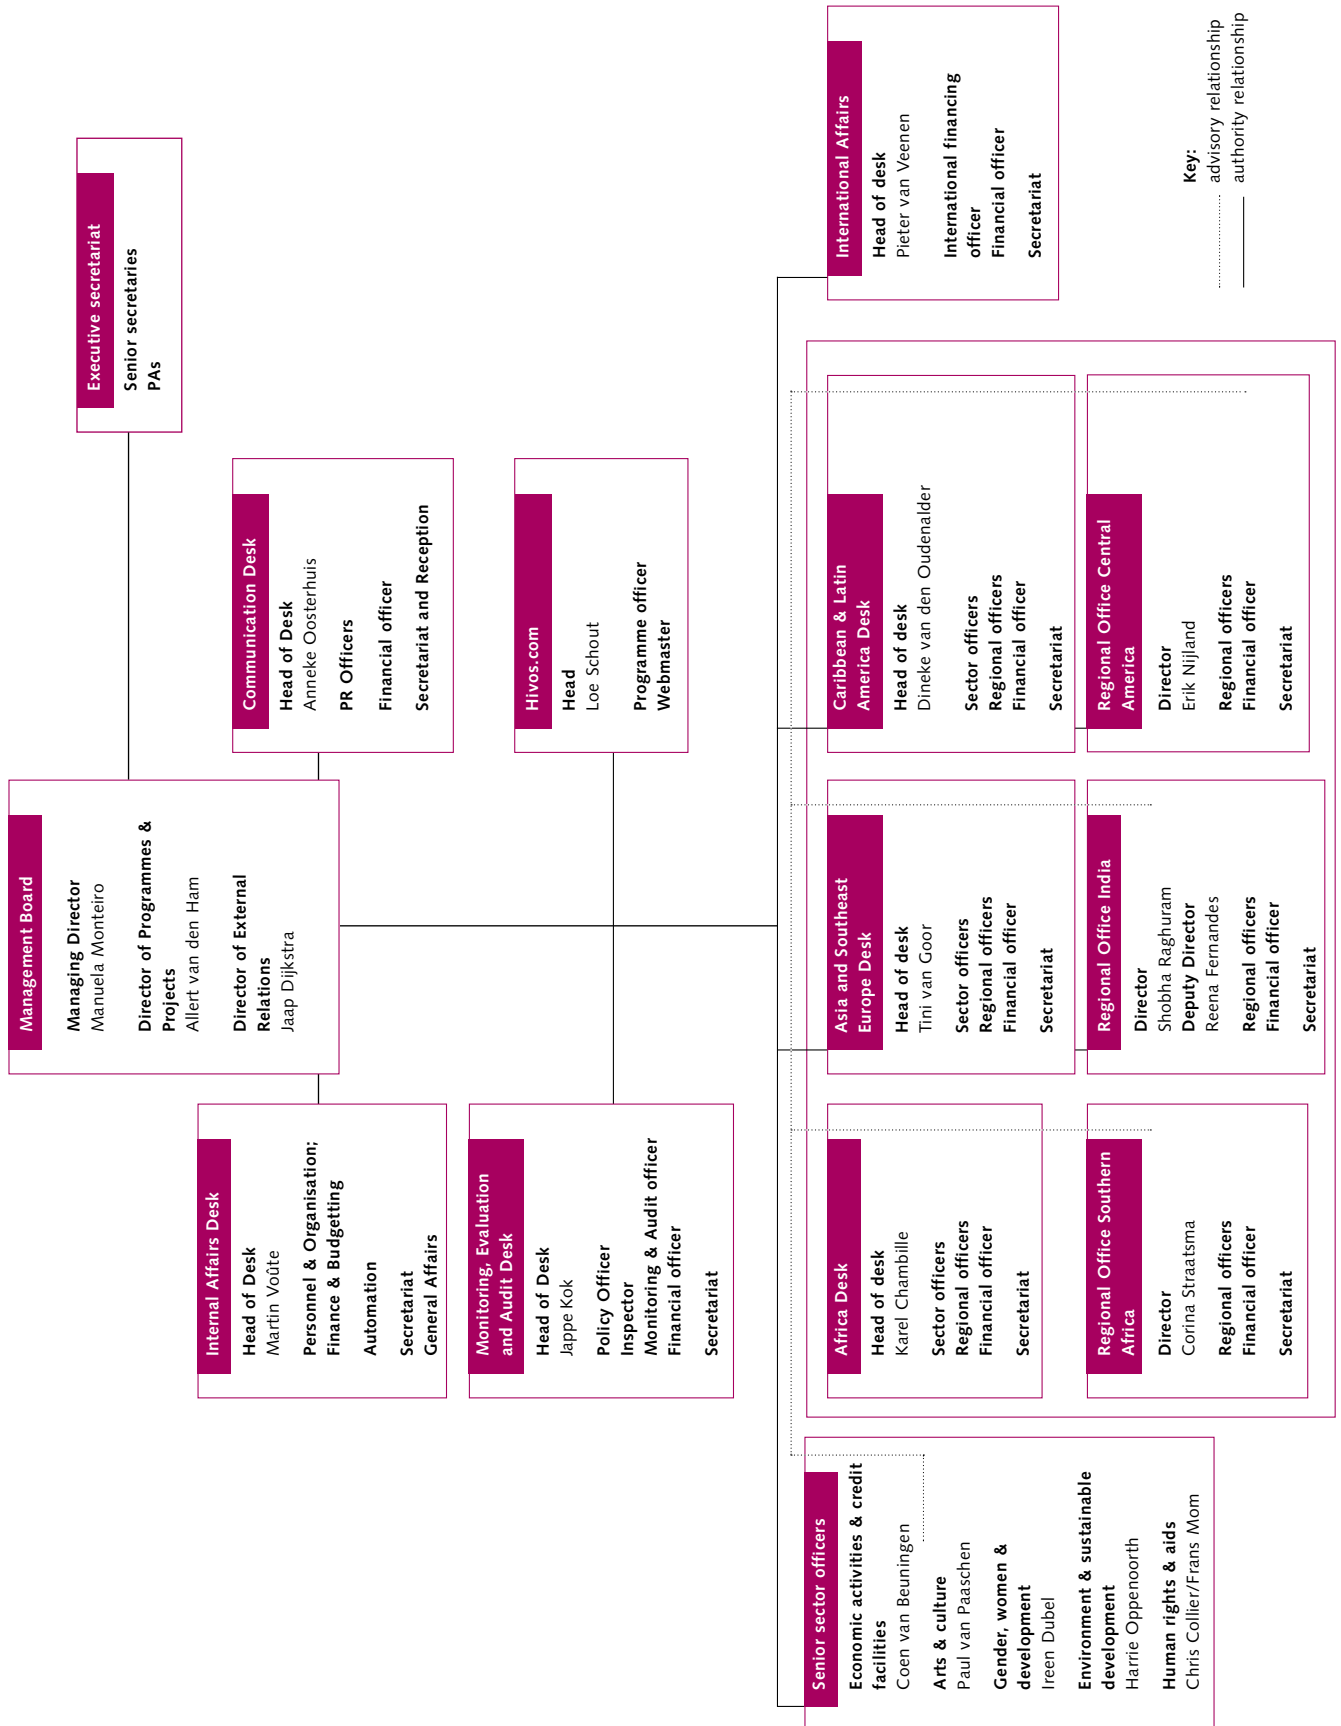 Management Board
Managing Director
Manuela Monteiro
Director of Programmes &
Projects
Allert van den Ham
Director of External
Relations
Jaap Dijkstra
Executive secretariat
Senior secretaries
PAs
Internal Affairs Desk
Head of Desk
Martin Voûte
Personnel & Organisation;
Finance & Budgetting
Automation
Secretariat
General Affairs
Communication Desk
Head of Desk
Anneke Oosterhuis
PR Officers
Financial officer
Secretariat and Reception
Monitoring, Evaluation
and Audit Desk
Head of Desk
Jappe Kok
Policy Officer
Inspector
Monitoring & Audit officer
Financial officer
Secretariat
Hivos.com
Head
Loe Schout
Programme officer
Webmaster
Senior sector officers
Economic activities & credit
facilities
Coen van Beuningen
Arts & culture
Paul van Paaschen
Gender, women &
development
Ireen Dubel
Environment & sustainable
development
Harrie Oppenoorth
Human rights & aids
Chris Collier/Frans Mom
Africa Desk
Head of desk
Karel Chambille
Sector officers
Regional officers
Financial officer
Secretariat
Asia and Southeast
Europe Desk
Head of desk
Tini van Goor
Sector officers
Regional officers
Financial officer
Secretariat
Caribbean & Latin
America Desk
Head of desk
Dineke van den Oudenalder
Sector officers
Regional officers
Financial officer
Secretariat
International Affairs
Head of desk
Pieter van Veenen
International financing
officer
Financial officer
Secretariat
Regional Office Southern
Africa
Director
Corina Straatsma
Regional officers
Financial officer
Secretariat
Regional Office India
Director
Shobha Raghuram
Deputy Director
Reena Fernandes
Regional officers
Financial officer
Secretariat
Regional Office Central
America
Director
Erik Nijland
Regional officers
Financial officer
Secretariat
Key:
advisory relationship
authority relationship